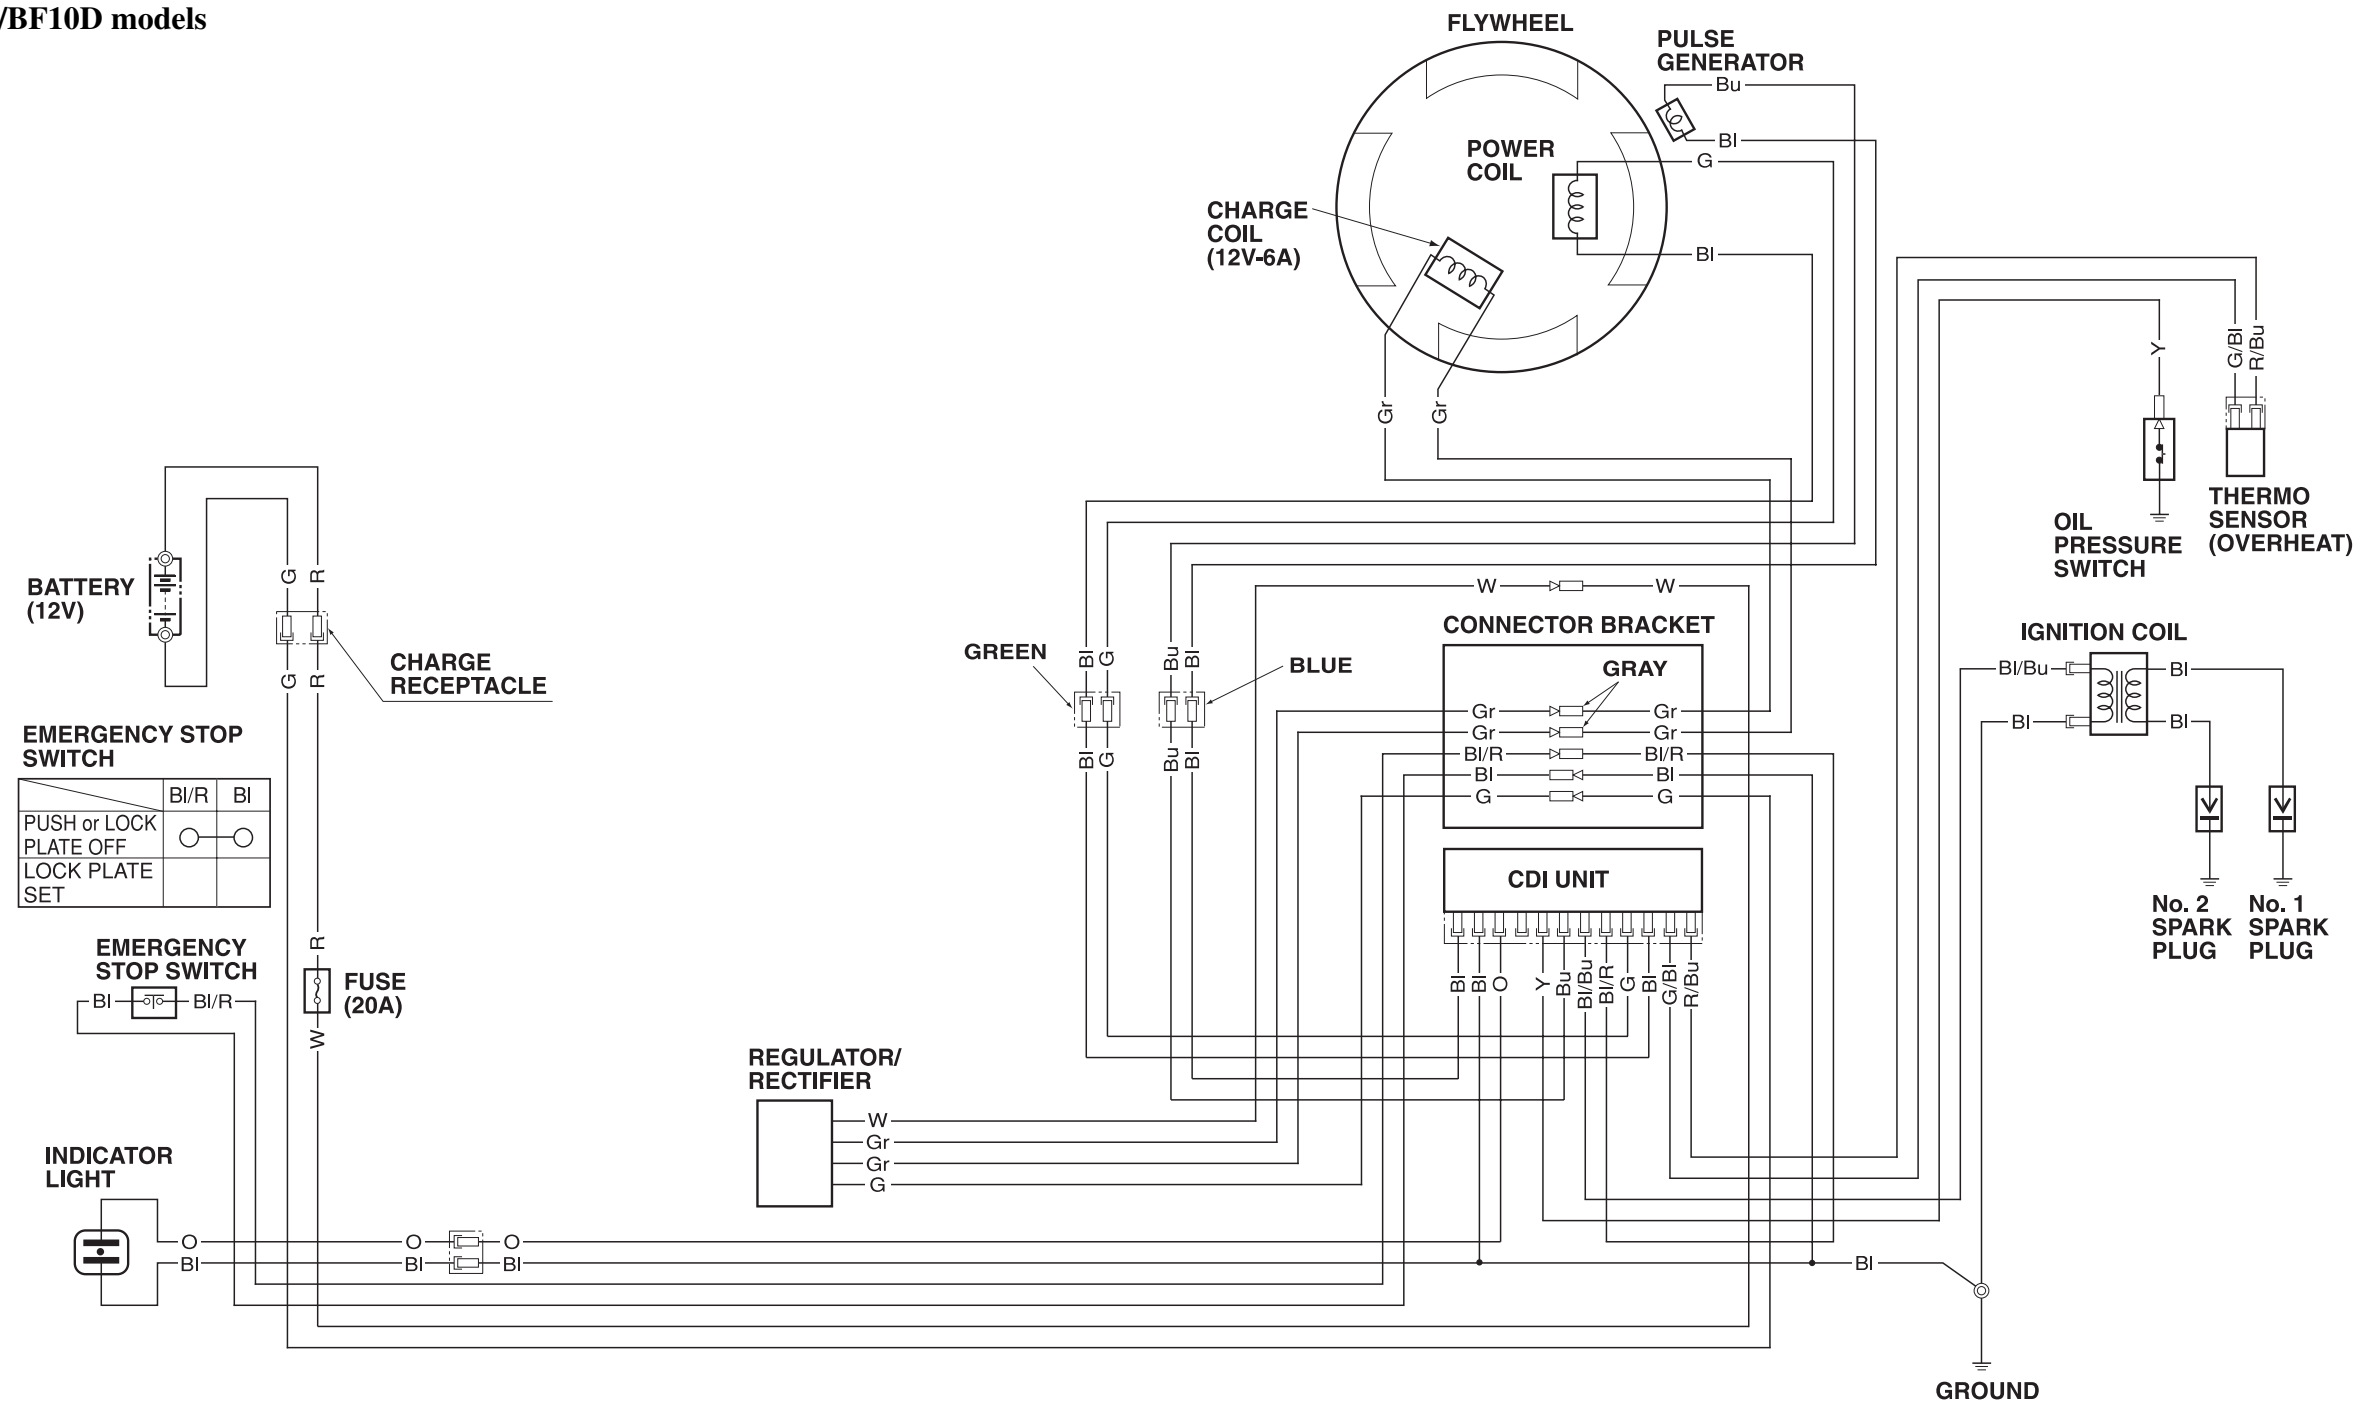 /BF10D models
FLYWHEEL
PULSE
GENERATOR
Bu
Bl
G
POWER
COIL
CHARGE
COIL
(12V-6A)
Bl
Gr
Gr
Y
G/Bl
R/Bu
OIL
PRESSURE
SWITCH
THERMO
SENSOR
(OVERHEAT)
BATTERY
(12V)
G
R
G
R
CHARGE
RECEPTACLE
EMERGENCY STOP
SWITCH
Bl/R Bl
PUSH or LOCK
PLATE OFF
LOCK PLATE
SET
EMERGENCY
STOP SWITCH
Bl
Bl/R
R
FUSE
(20A)
W
GREEN
Bl
G
Bu
Bl
BLUE
Bl
G
Bu
Bl
W
W
CONNECTOR BRACKET
GRAY
Gr
Gr
Gr
Gr
Bl/R
Bl/R
Bl
Bl
G
G
CDI UNIT
Bl
Bl
O
Y
Bu
Bl/Bu
Bl/R
G
Bl
G/Bl
R/Bu
IGNITION COIL
Bl/Bu
Bl
Bl
Bl
No. 2
SPARK
PLUG
No. 1
SPARK
PLUG
REGULATOR/
RECTIFIER
W
Gr
Gr
G
INDICATOR
LIGHT
O
O
O
Bl
Bl
Bl
Bl
GROUND